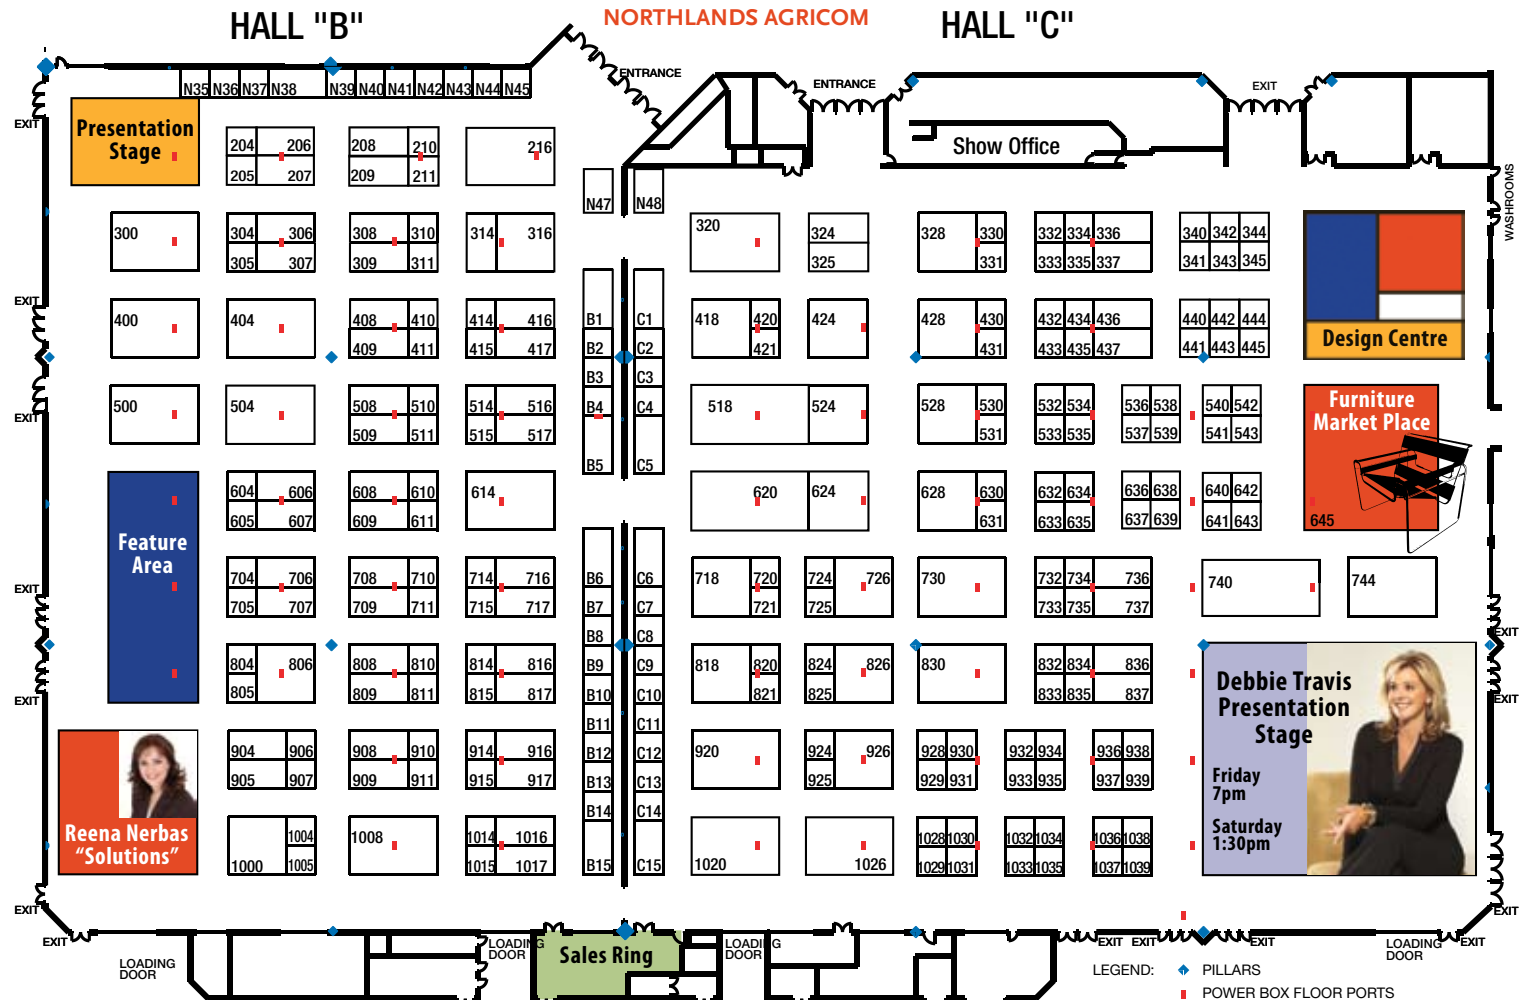 HALL "B"
NORTHLANDS AGRICOM
HALL "C"
ENTRANCE
ENTRANCE
EXIT
N35 N36 N37 N38 N39 N40 N41 N42 N43 N44 N45
EXIT
Presentation
Stage
204 206 208 210 216
205 207 209 211
Show Office
N47 N48
WASHROOMS
300 304 306 308 310 314 316 320 324 328 330 332 334 336 340 342 344
305 307 309 311 325 331 333 335 337 341 343 345
EXIT
400 404 408 410 414 416 B1 C1 418 420 424 428 430 432 434 436 440 442 444
409 411 415 417 B2 C2 421 431 433 435 437 441 443 445
Design Centre
B3 C3
EXIT
500 504 508 510 514 516 B4 C4 518 524 528 530 532 534 536 538 540 542
509 511 515 517 531 533 535 537 539 541 543
Furniture
Market Place
B5 C5
604 606 608 610 614 620 624 628 630 632 634 636 638 640 642
605 607 609 611 631 633 635 637 639 641 643
645
Feature
Area
EXIT
704 706 708 710 714 716 B6 C6 718 720 724 726 730 732 734 736 740 744
705 707 709 711 715 717 B7 C7 721 725 733 735 737
B8 C8
EXIT
804 806 808 810 814 816 B9 C9 818 820 824 826 830 832 834 836
805 809 811 815 817 B10 C10 821 825 833 835 837
EXIT
EXIT
Debbie Travis
Presentation
Stage
Friday
7pm
Saturday
1:30pm
B11 C11
904 906 908 910 914 916 B12 C12 920 924 926 928 930 932 934 936 938
905 907 909 911 915 917 B13 C13 925 929 931 933 935 937 939
B14 C14
Reena Nerbas
“Solutions”
1004 1008 1014 1016 1028 1030 1032 1034 1036 1038
1000 1005 1015 1017 B15 C15 1020 1026 1029 1031 1033 1035 1037 1039
EXIT
EXIT
EXIT
LOADING
DOOR
LOADING
DOOR
Sales Ring
LOADING
DOOR
EXIT
EXIT
EXIT
LOADING
DOOR
EXIT
LEGEND:
PILLARS
POWER BOX FLOOR PORTS